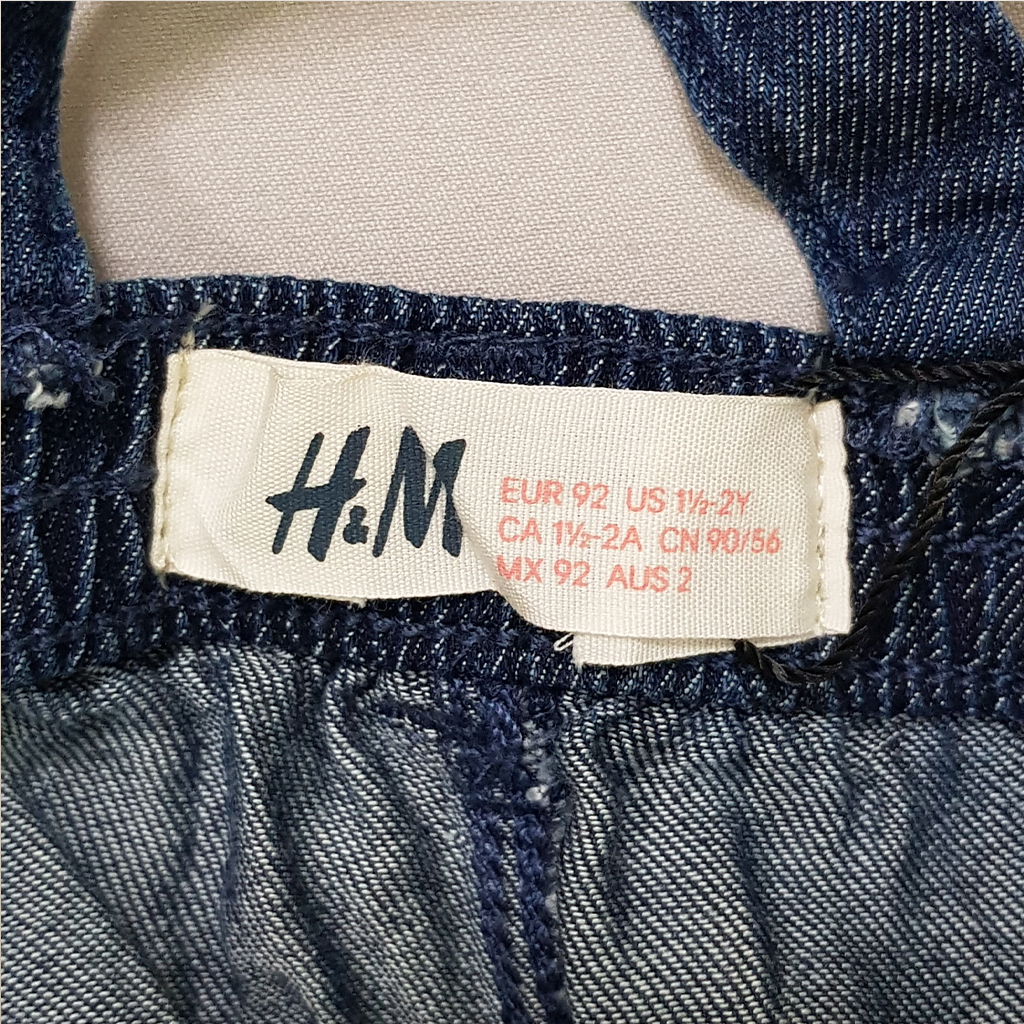 H&M
EUR 92 US 1½-2Y
CA 1½-2A CN 90/56
MX 92 AUS 2